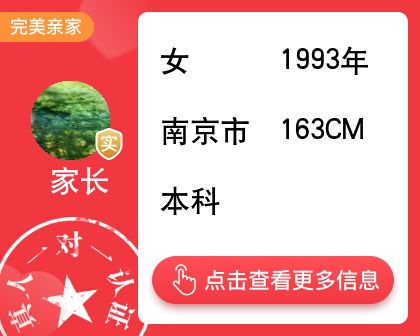 完美亲家
女 1993年
南京市 163CM
本科
实
家长
点击查看更多信息
真人一对一认证